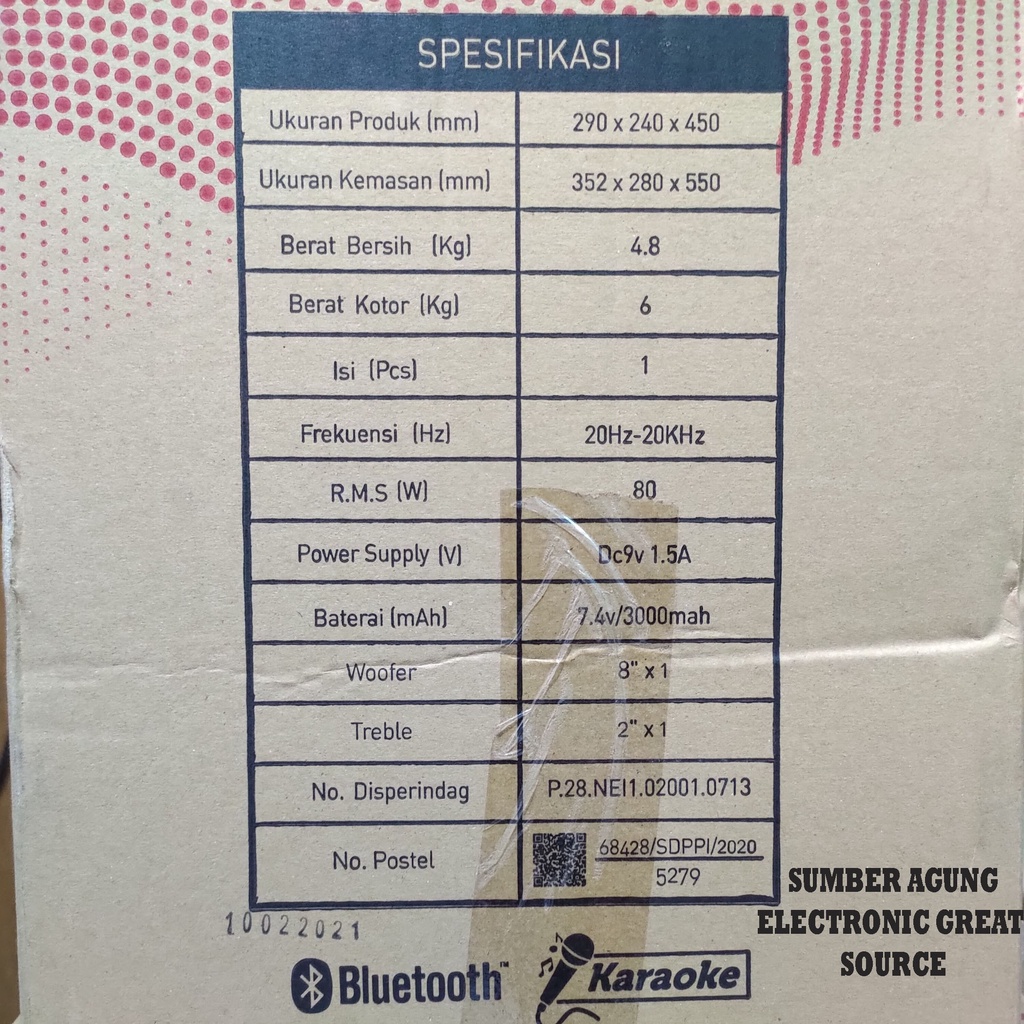 SPESIFIKASI
Ukuran Produk (mm) 290 x 240 x 450
Ukuran Kemasan (mm) 352 x 280 x 550
Berat Bersih (Kg) 4.8
Berat Kotor (Kg) 6
Isi (Pcs) 1
Frekuensi (Hz) 20Hz-20KHz
R.M.S (W) 80
Power Supply (V) Dc9v 1.5A
Baterai (mAh) 7.4v/3000mah
Woofer 8" x 1
Treble 2" x 1
No. Disperindag P.28.NEI1.02001.0713
No. Postel 68428/SDPPI/2020
5279
10022021
Bluetooth™ Karaoke
SUMBER AGUNG
ELECTRONIC GREAT
SOURCE